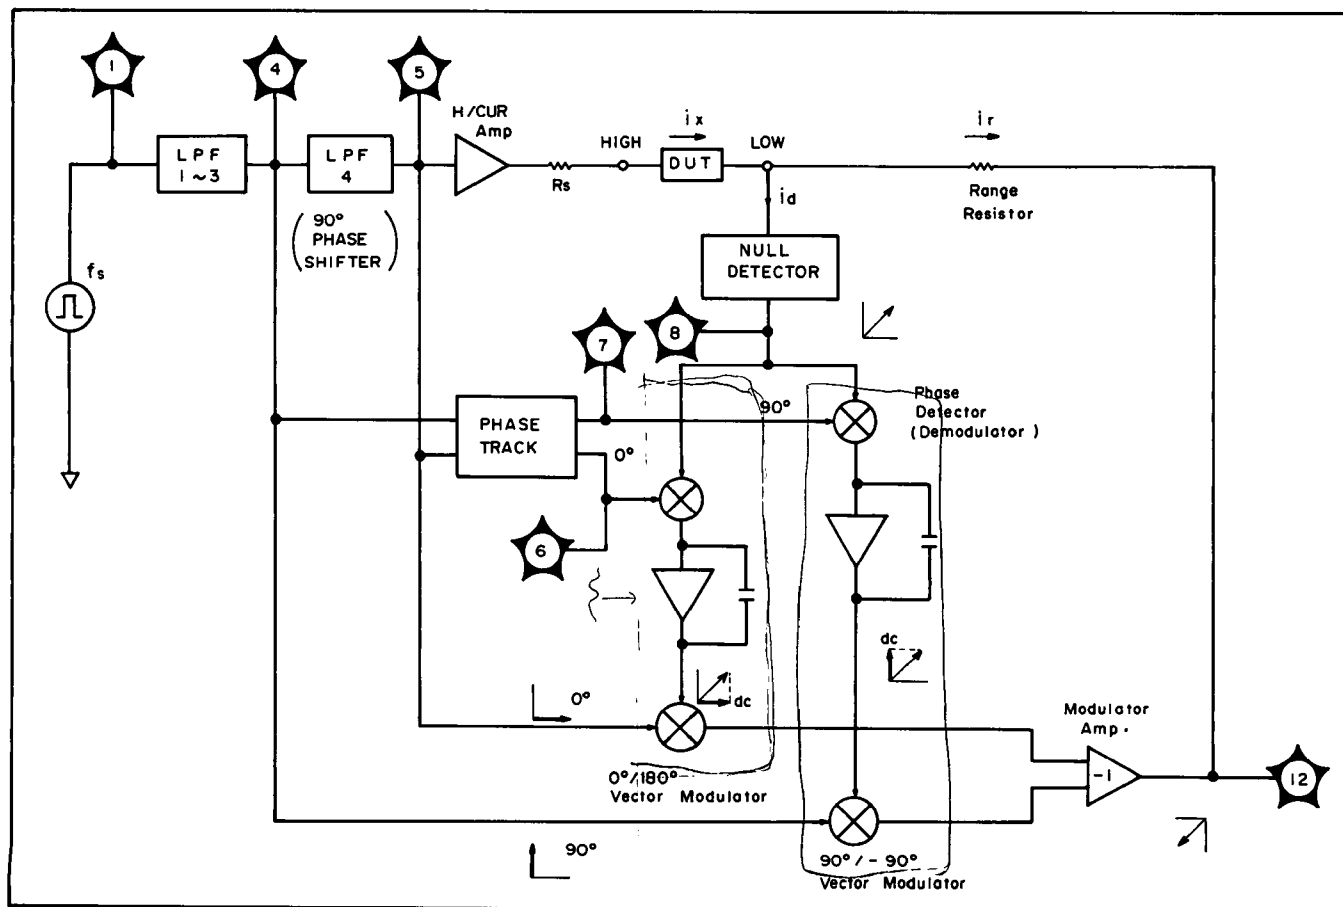 1
4
5
H/CUR
Amp
LPF
1~3
LPF
4
Rs
HIGH
ix
DUT
LOW
ir
Range
Resistor
id
(90°
PHASE
SHIFTER)
NULL
DETECTOR
fs
8
7
90°
Phase
Detector
(Demodulator)
PHASE
TRACK
0°
6
dc
dc
0°
Modulator
Amp.
-1
12
0°/180°
Vector Modulator
90°
90°/-90°
Vector Modulator